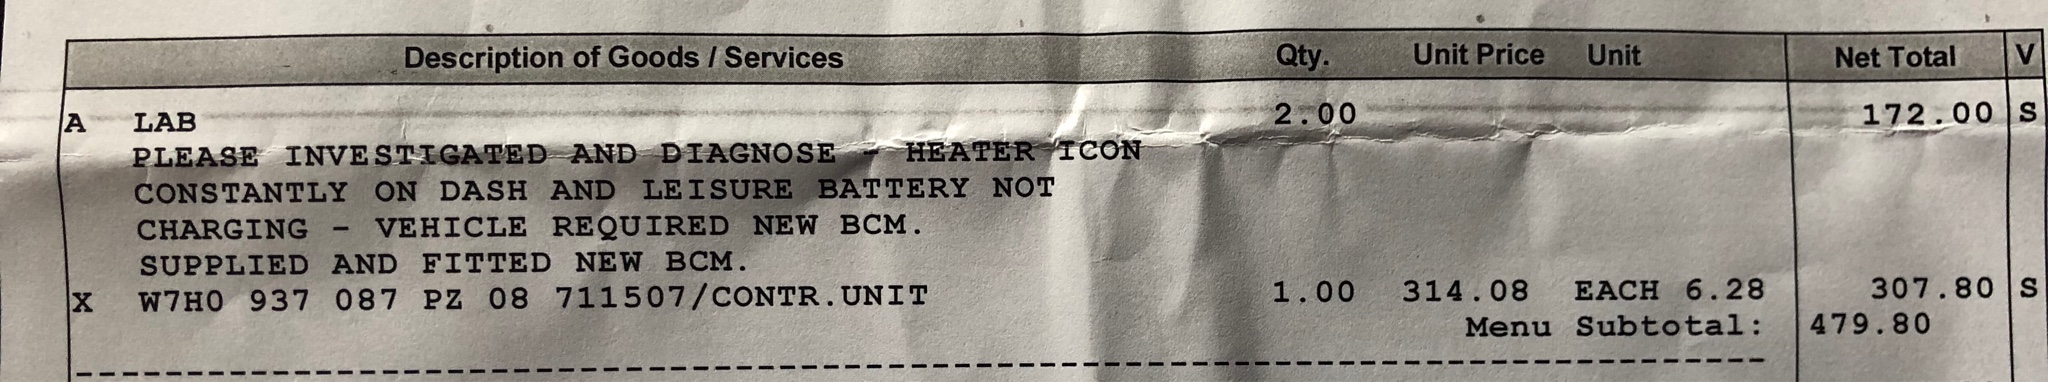 Description of Goods / Services Qty. Unit Price Unit Net Total V
A LAB 2.00 172.00 S
PLEASE INVESTIGATED AND DIAGNOSE - HEATER ICON
CONSTANTLY ON DASH AND LEISURE BATTERY NOT
CHARGING - VEHICLE REQUIRED NEW BCM.
SUPPLIED AND FITTED NEW BCM.
X W7H0 937 087 PZ 08 711507/CONTR.UNIT 1.00 314.08 EACH 6.28 307.80 S
Menu Subtotal: 479.80